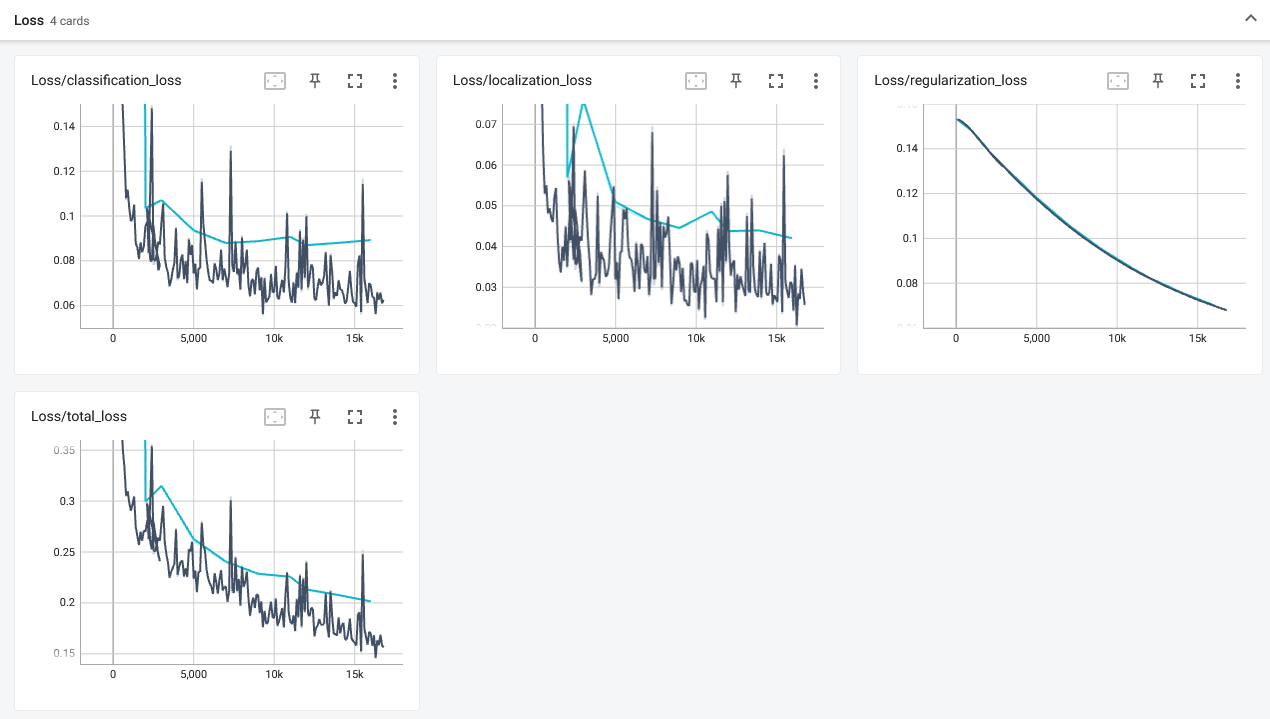 Loss 4 cards
Loss/classification_loss
0.14
0.12
0.1
0.08
0.06
0 5,000 10k 15k
Loss/localization_loss
0.07
0.06
0.05
0.04
0.03
0 5,000 10k 15k
Loss/regularization_loss
0.14
0.12
0.1
0.08
0 5,000 10k 15k
Loss/total_loss
0.35
0.3
0.25
0.2
0.15
0 5,000 10k 15k